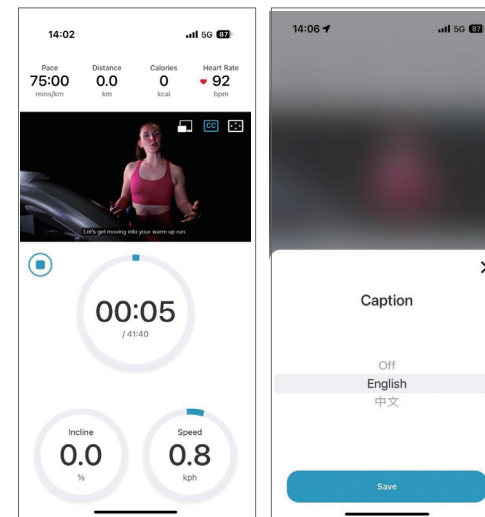 14:02
5G 87
Pace Distance Calories Heart Rate
75:00 0.0 0 92
mins/km km kcal bpm
CC
Let's get moving into your warm up run.
00:05
/ 41:40
Incline Speed
0.0 0.8
% kph
14:06
5G 87
Caption
Off
English
中文
Save